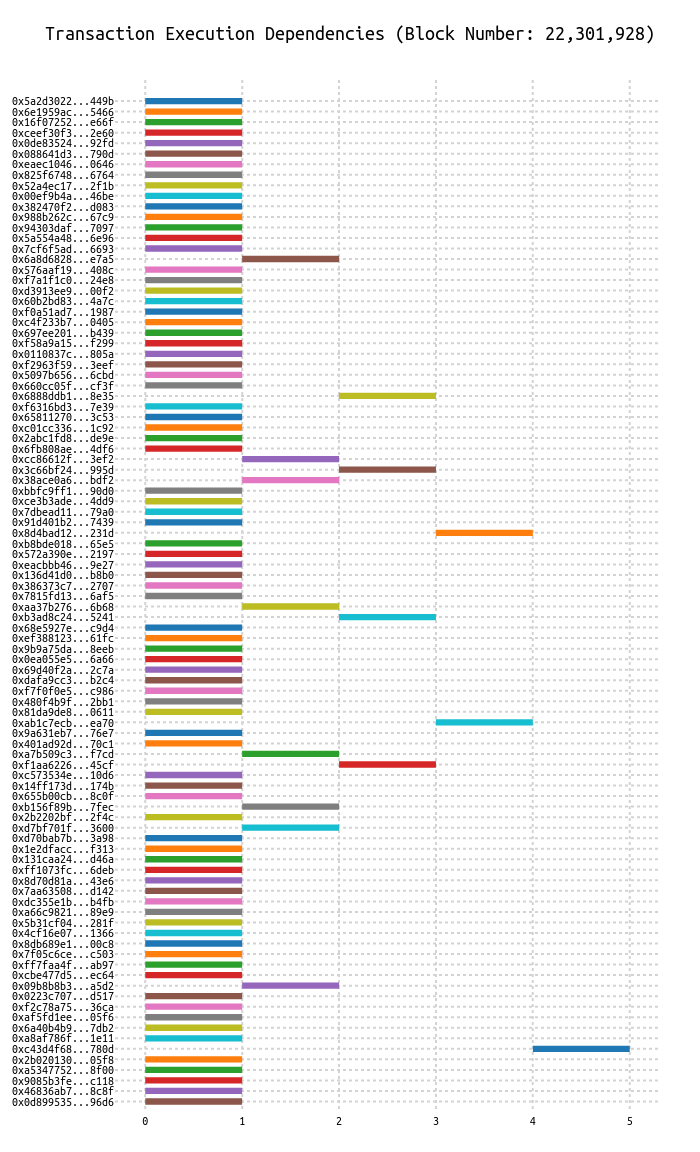 Transaction Execution Dependencies (Block Number: 22,301,928)
0x5a2d3022...449b
0x6e1959ac...5466
0x16f07252...e66f
0xceef30f3...2e60
0x0de83524...92fd
0x088641d3...790d
0xeaec1046...0646
0x825f6748...6764
0x52a4ec17...2f1b
0x00ef9b4a...46be
0x382470f2...d083
0x988b262c...67c9
0x94303daf...7097
0x5a554a48...6e96
0x7cf6f5ad...6693
0x6a8d6828...e7a5
0x576aaf19...408c
0xf7a1f1c0...24e8
0xd3913ee9...00f2
0x60b2bd83...4a7c
0xf0a51ad7...1987
0xc4f233b7...0405
0x697ee201...b439
0xf58a9a15...f299
0x0110837c...805a
0xf2963f59...3eef
0x5097b656...6cbd
0x660cc05f...cf3f
0x6888ddb1...8e35
0xf6316bd3...7e39
0x65811270...3c53
0xc01cc336...1c92
0x2abc1fd8...de9e
0x6fb808ae...4df6
0xcc86612f...3ef2
0x3c66bf24...995d
0x38ace0a6...bdf2
0xbbfc9ff1...90d0
0xce3b3ade...4dd9
0x7dbead11...79a0
0x91d401b2...7439
0x8d4bad12...231d
0xb8bde018...65e5
0x572a390e...2197
0xeacbbb46...9e27
0x136d41d0...b8b0
0x386373c7...2707
0x7815fd13...6af5
0xaa37b276...6b68
0xb3ad8c24...5241
0x68e5927e...c9d4
0xef388123...61fc
0x9b9a75da...8eeb
0x0ea055e5...6a66
0x69d40f2a...2c7a
0xdafa9cc3...b2c4
0xf7f0f0e5...c986
0x480f4b9f...2bb1
0x81da9de8...0611
0xab1c7ecb...ea70
0x9a631eb7...76e7
0x401ad92d...70c1
0xa7b509c3...f7cd
0xf1aa6226...45cf
0xc573534e...10d6
0x14ff173d...174b
0x655b00cb...8c0f
0xb156f89b...7fec
0x2b2202bf...2f4c
0xd7bf701f...3600
0xd70bab7b...3a98
0x1e2dfacc...f313
0x131caa24...d46a
0xff1073fc...6deb
0x8d70d81a...43e6
0x7aa63508...d142
0xdc355e1b...b4fb
0xa66c9821...89e9
0x5b31cf04...281f
0x4cf16e07...1366
0x8db689e1...00c8
0x7f05c6ce...c503
0xff7faa4f...ab97
0xcbe477d5...ec64
0x09b8b8b3...a5d2
0x0223c707...d517
0xf2c78a75...36ca
0xaf5fd1ee...05f6
0x6a40b4b9...7db2
0xa8af786f...1e11
0xc43d4f68...780d
0x2b020130...05f8
0xa5347752...8f00
0x9085b3fe...c118
0x46836ab7...8c8f
0x0d899535...96d6
0 1 2 3 4 5